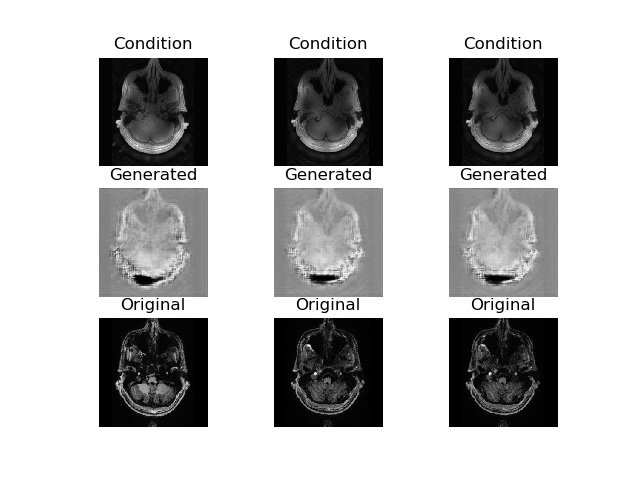 Condition Condition Condition
Generated Generated Generated
Original Original Original